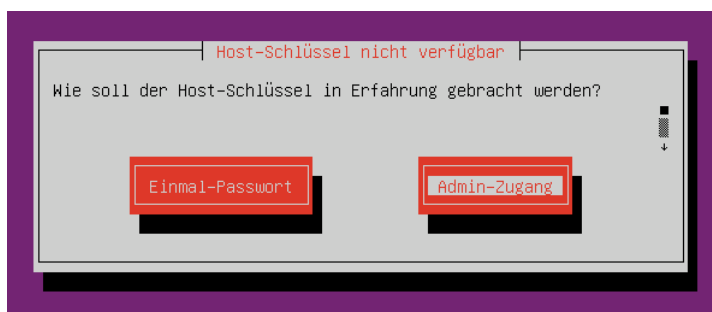 Host-Schlüssel nicht verfügbar
Wie soll der Host-Schlüssel in Erfahrung gebracht werden?
Einmal-Passwort
Admin-Zugang